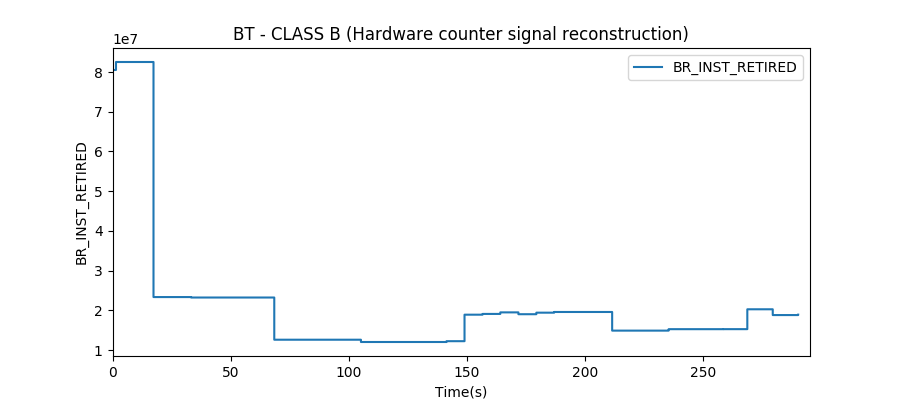 BT - CLASS B (Hardware counter signal reconstruction)
1e7
BR_INST_RETIRED
8
7
6
5
4
3
2
1
BR_INST_RETIRED
0 50 100 150 200 250
Time(s)